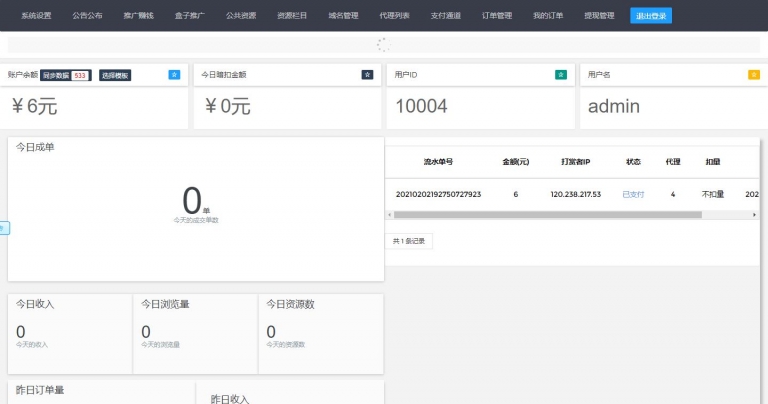 系统设置 公告公布 推广赚钱 盒子推广 公共资源 资源栏目 域名管理 代理列表 支付通道 订单管理 我的订单 提现管理 退出登录
账户余额 同步数据 533 选择模板
¥6元
今日暗扣金额
¥0元
用户ID
10004
用户名
admin
今日成单
0单
今天的成交单数
流水单号 金额(元) 打赏者IP 状态 代理 扣量
20210202192750727923 6 120.238.217.53 已支付 4 不扣量 202
共 1 条记录
今日收入
0
今天的收入
今日浏览量
0
今天的浏览量
今日资源数
0
今天的资源数
昨日订单量
昨日收入